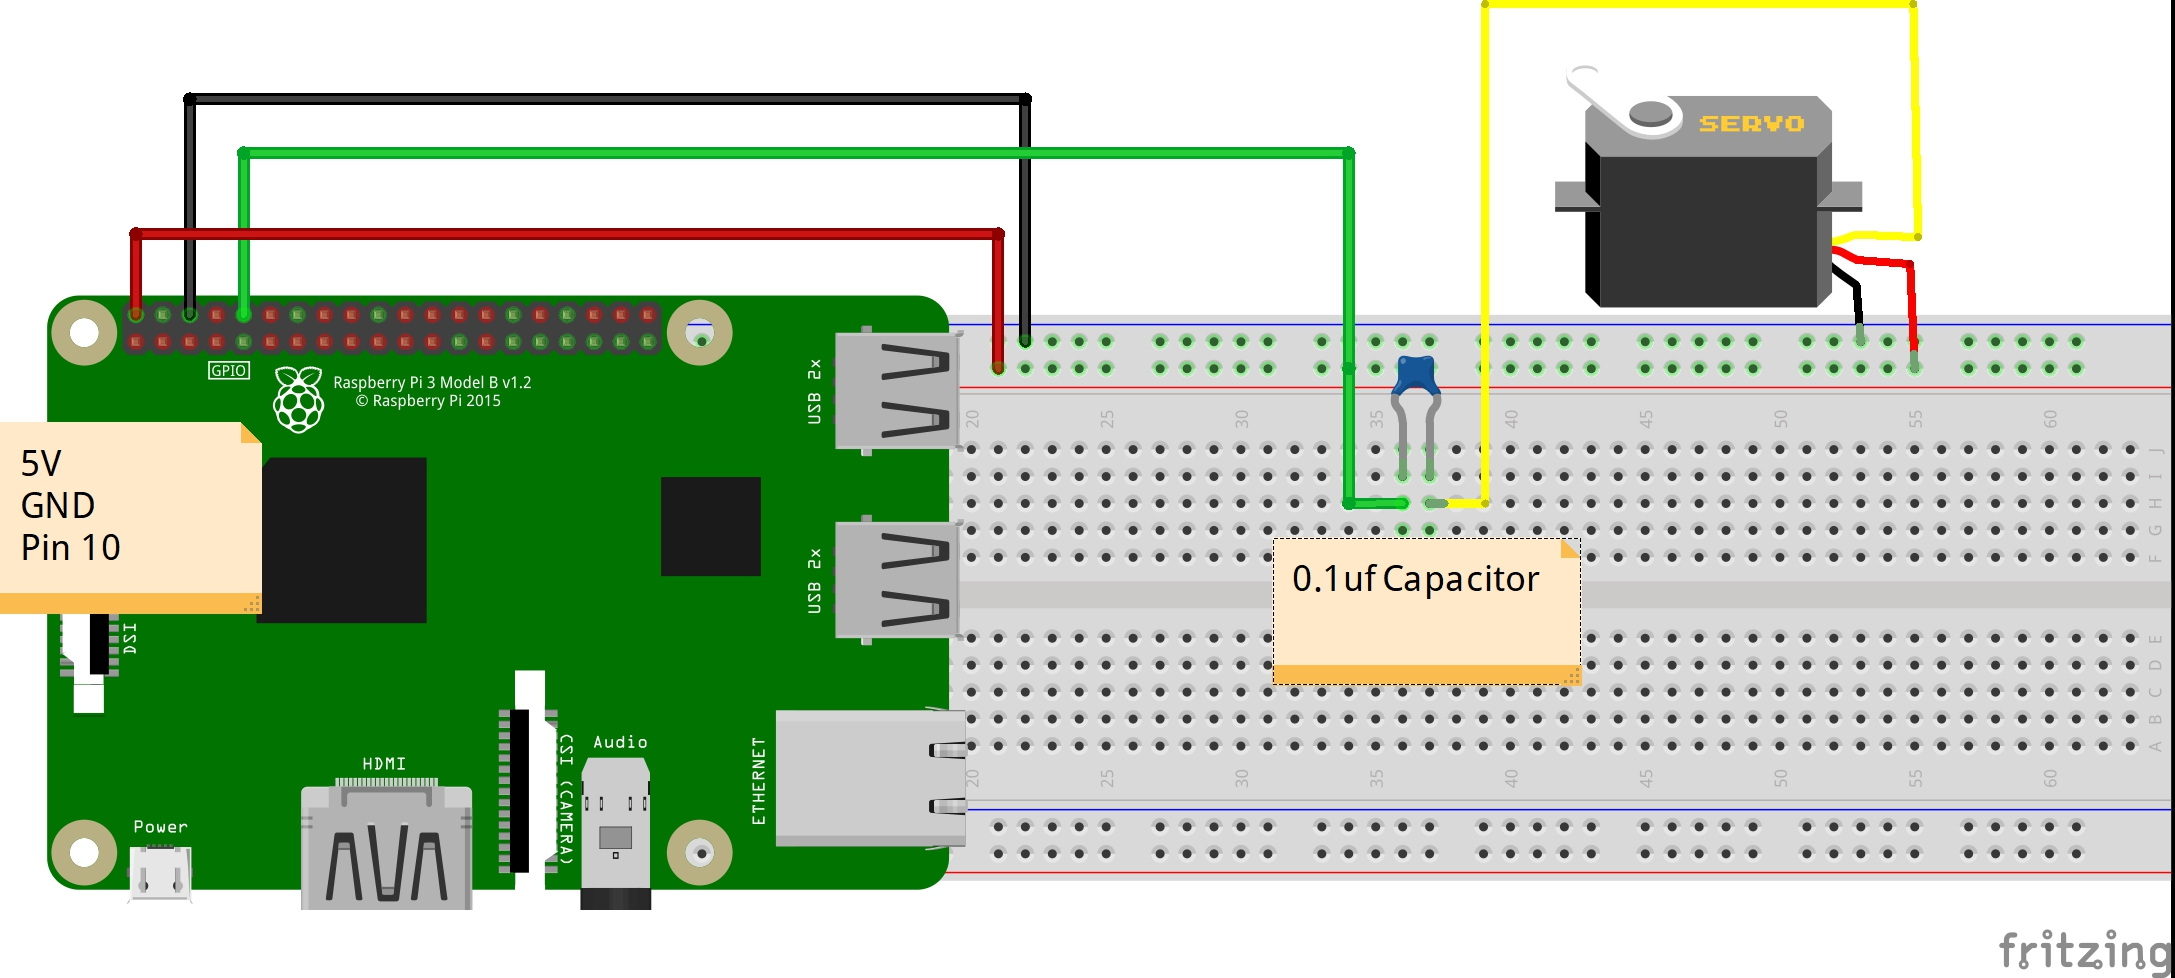 SERVO
GPIO
Raspberry Pi 3 Model B v1.2
© Raspberry Pi 2015
USB 2x
5V
GND
Pin 10
20 25 30 35 40 45 50 55 60
J
I
H
G
F
USB 2x
0.1uf Capacitor
DSI
E
D
C
B
A
ETHERNET
CSI (CAMERA)
Audio
HDMI
Power
20 25 30 35 40 45 50 55 60
fritzing